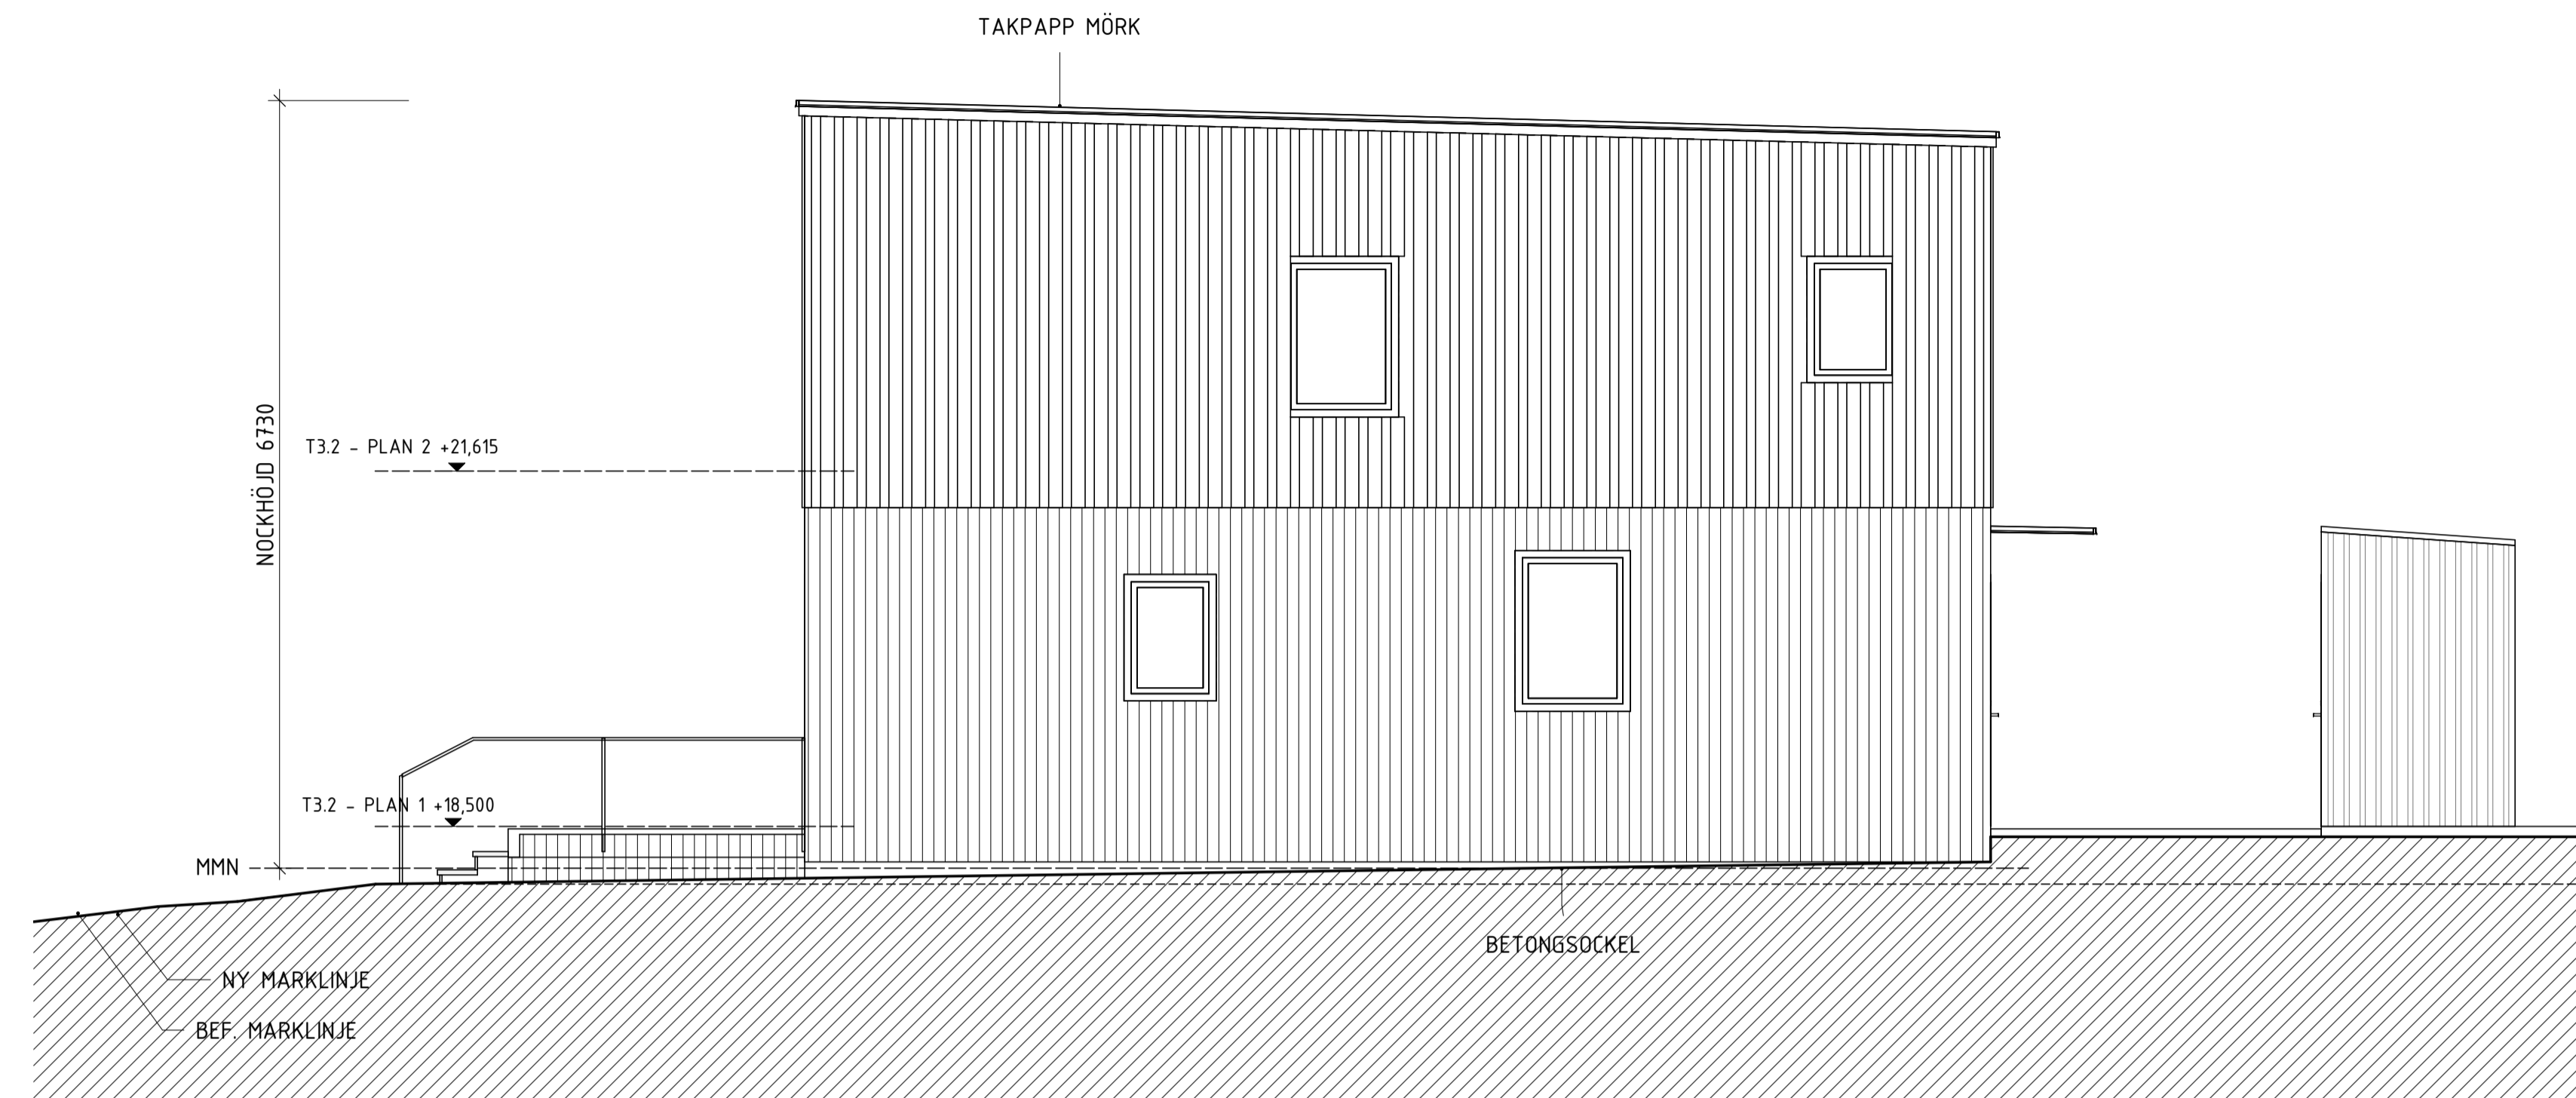 TAKPAPP MÖRK
NOCKHÖJD 6730
T3.2 - PLAN 2 +21,615
T3.2 - PLAN 1 +18,500
MMN
BETONGSOCKEL
NY MARKLINJE
BEF. MARKLINJE